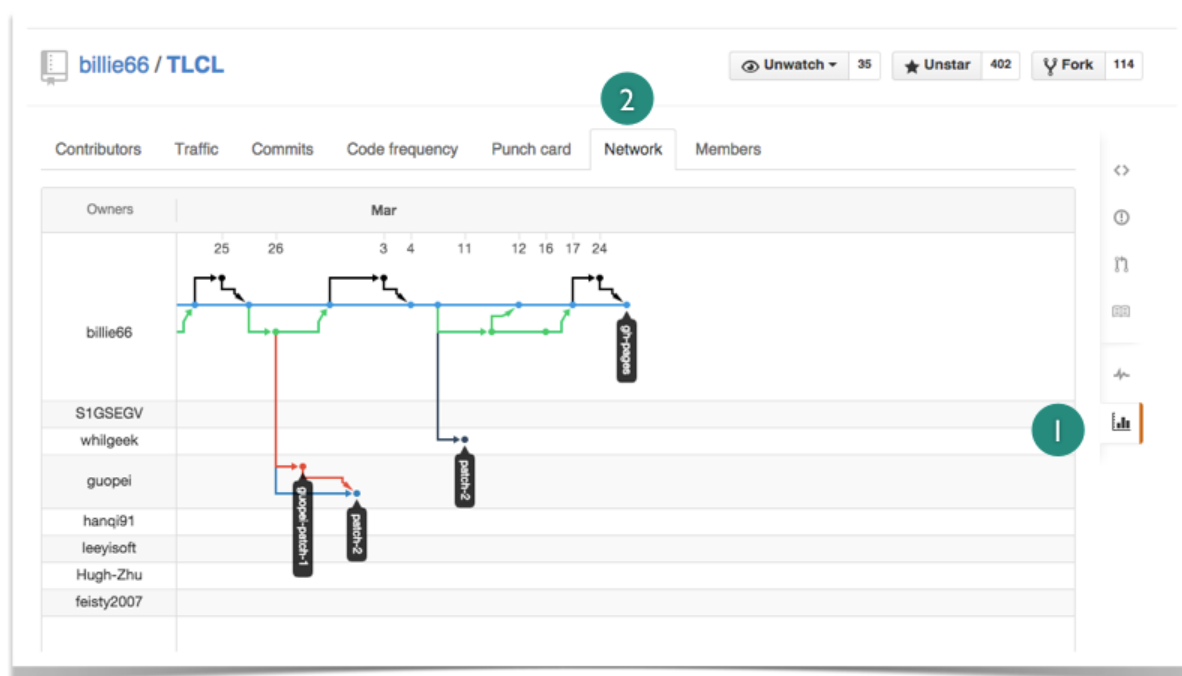 billie66 / TLCL
Unwatch 35 Unstar 402 Fork 114
2
Contributors Traffic Commits Code frequency Punch card Network Members
Owners Mar
25 26 3 4 11 12 16 17 24
billie66
gh-pages
S1GSEGV
1
whilgeek
patch-2
guopei
guopei-patch-1
patch-2
hanqi91
leeyisoft
Hugh-Zhu
feisty2007